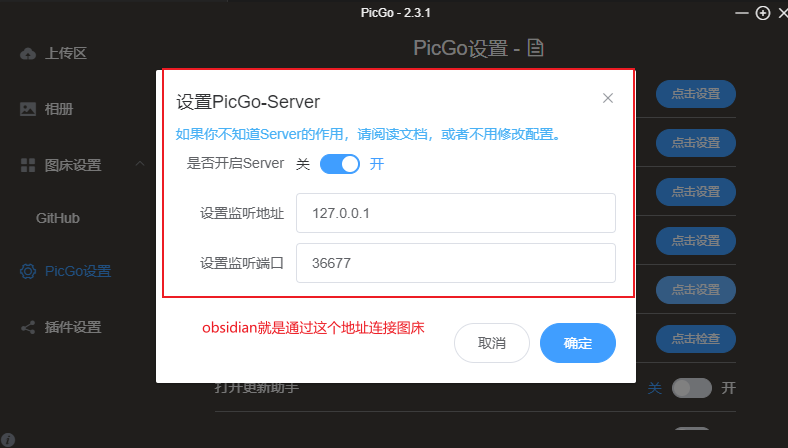 PicGo - 2.3.1
上传区
相册
图床设置
GitHub
PicGo设置
插件设置
PicGo设置 -
点击设置
点击设置
点击设置
点击设置
点击设置
点击检查
设置PicGo-Server
如果你不知道Server的作用，请阅读文档，或者不用修改配置。
是否开启Server 关 开
设置监听地址 127.0.0.1
设置监听端口 36677
obsidian就是通过这个地址连接图床
取消 确定
打开更新助手 关 开